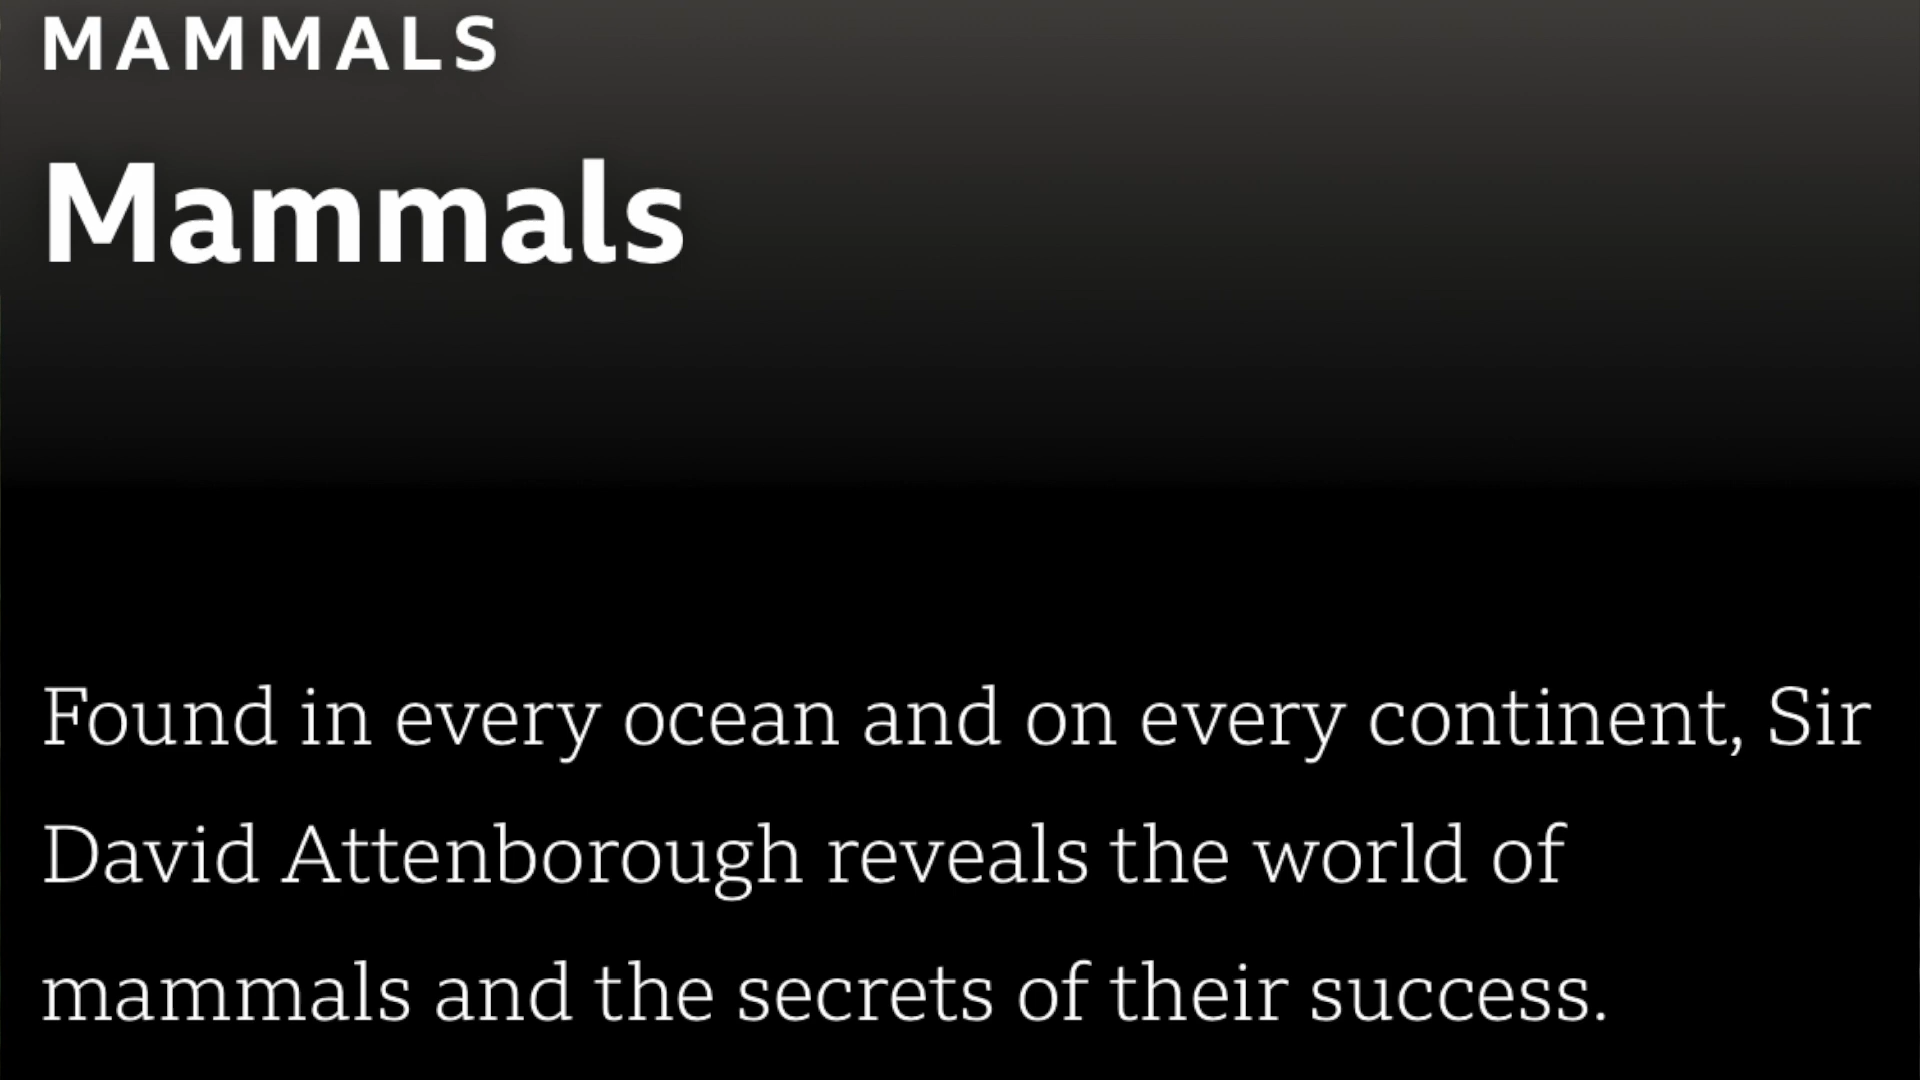 MAMMALS
Mammals
Found in every ocean and on every continent, Sir
David Attenborough reveals the world of
mammals and the secrets of their success.